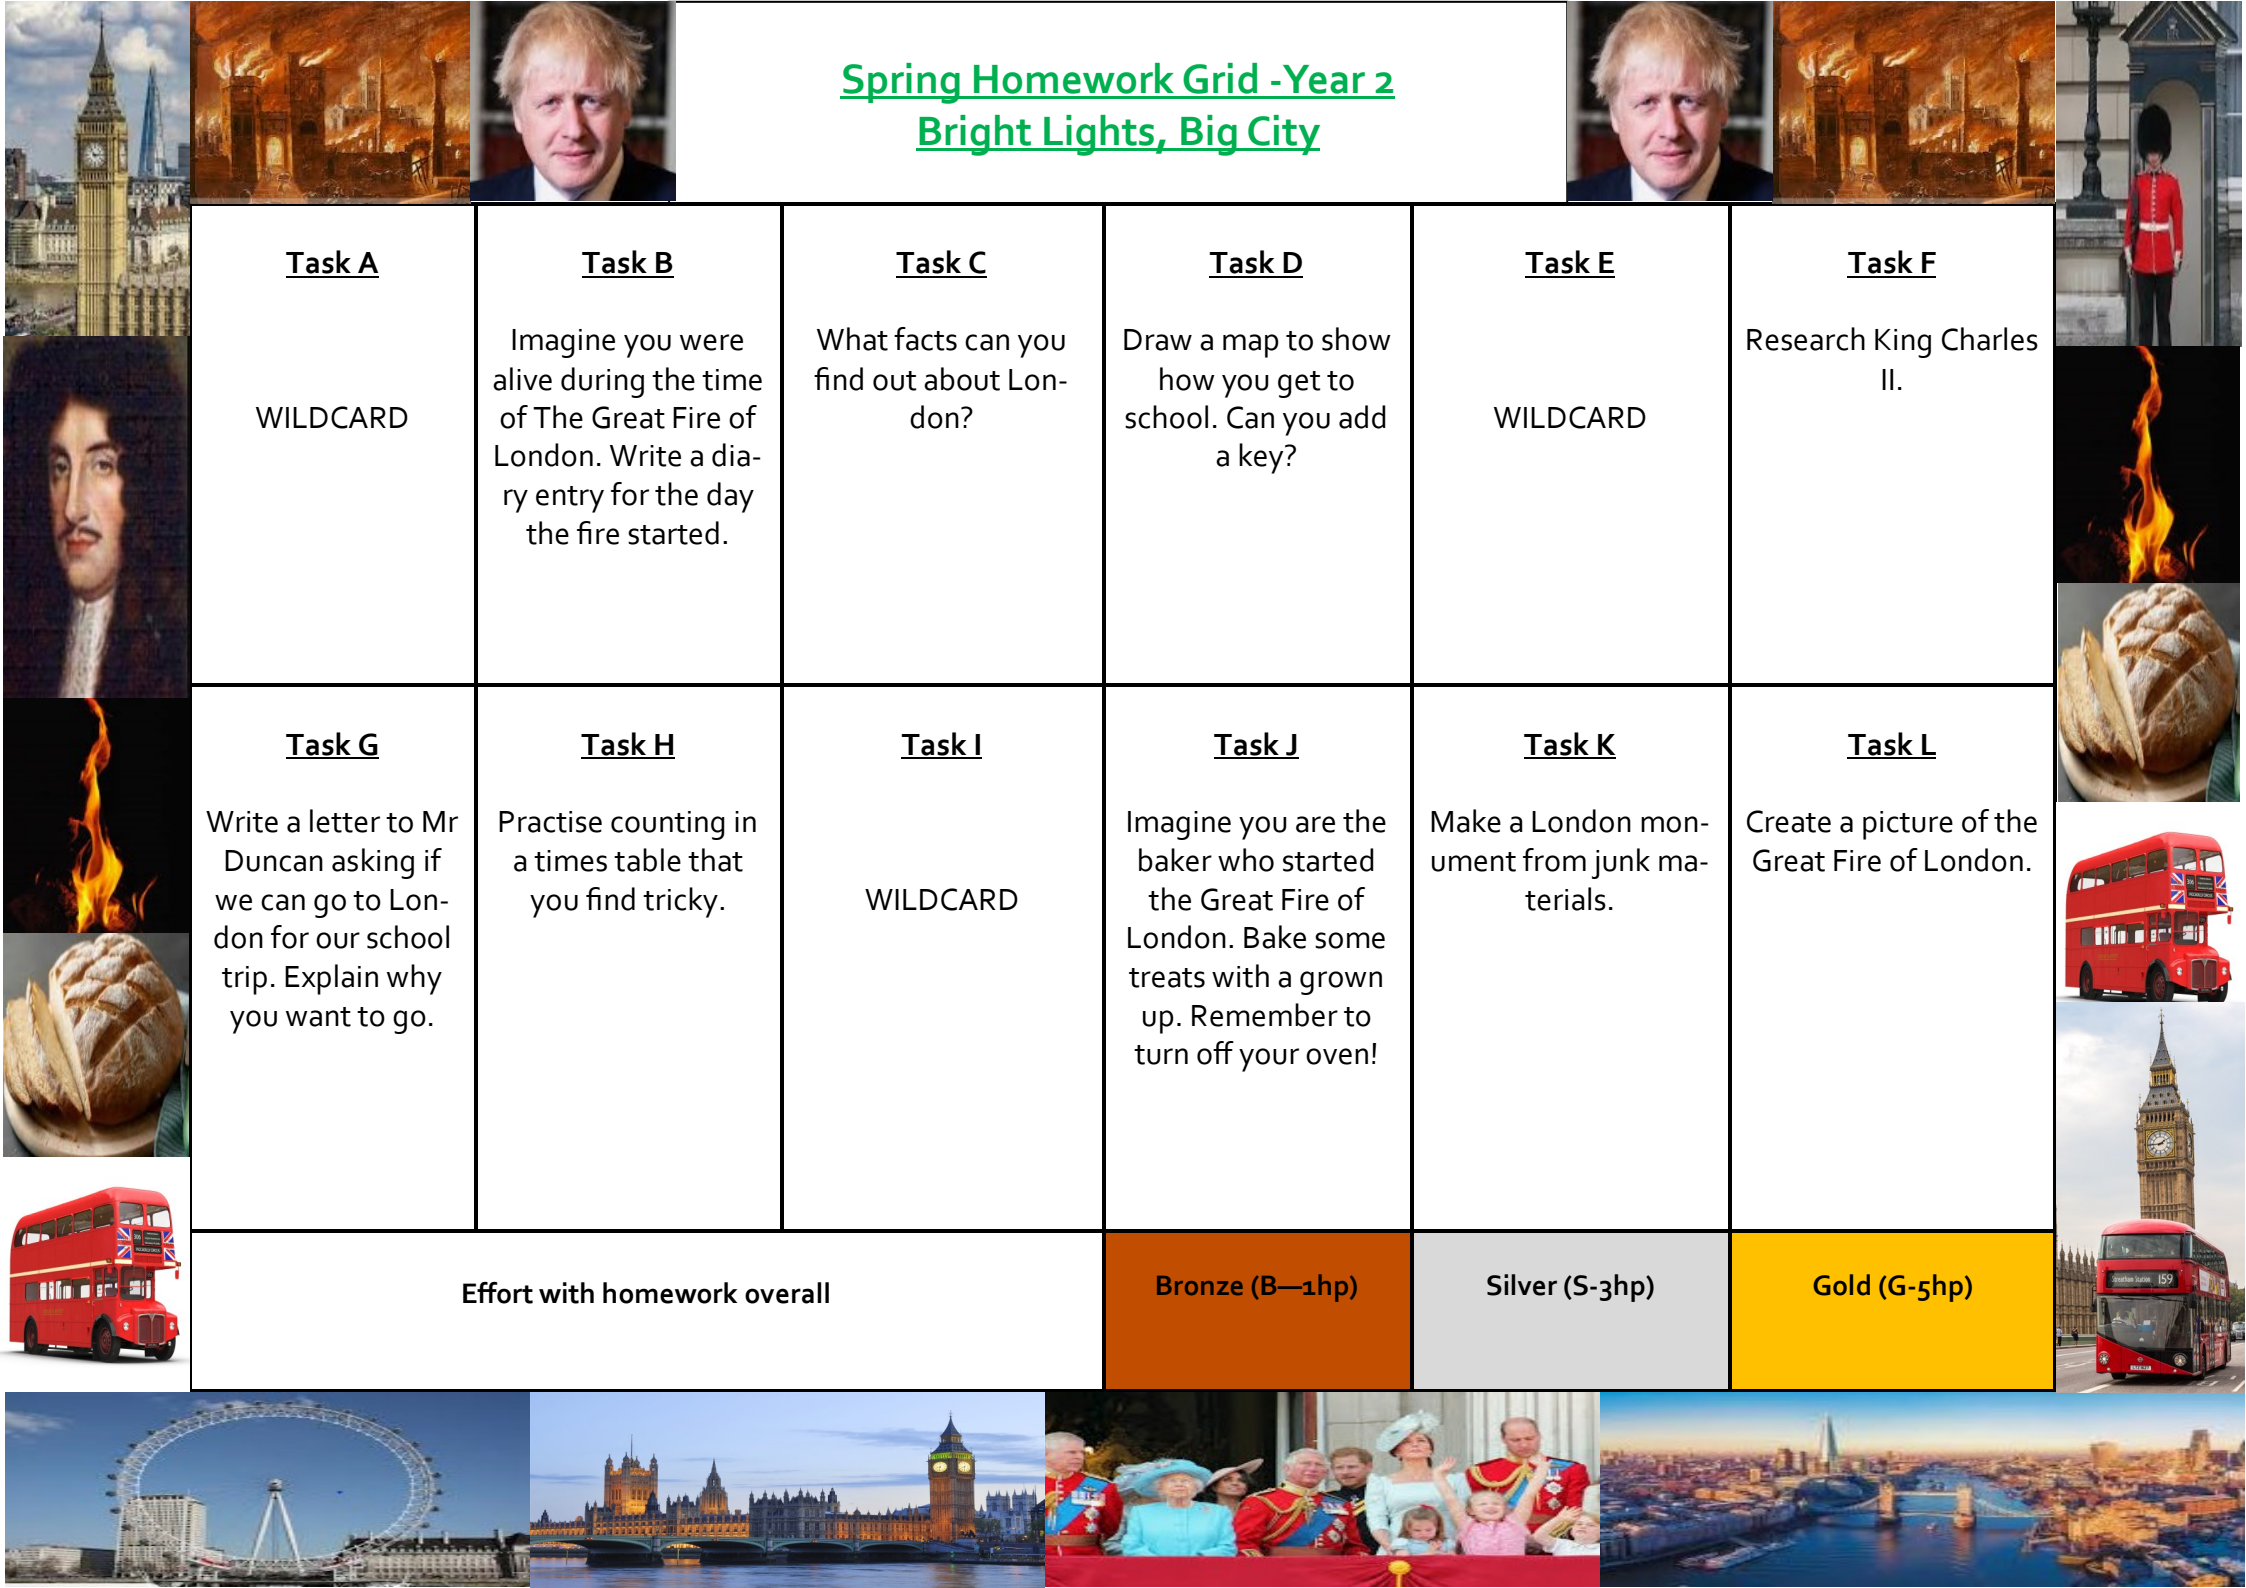 Spring Homework Grid -Year 2
Bright Lights, Big City
Task A
WILDCARD
Task B
Imagine you were
alive during the time
of The Great Fire of
London. Write a dia-
ry entry for the day
the fire started.
Task C
What facts can you
find out about Lon-
don?
Task D
Draw a map to show
how you get to
school. Can you add
a key?
Task E
WILDCARD
Task F
Research King Charles
II.
Task G
Write a letter to Mr
Duncan asking if
we can go to Lon-
don for our school
trip. Explain why
you want to go.
Task H
Practise counting in
a times table that
you find tricky.
Task I
WILDCARD
Task J
Imagine you are the
baker who started
the Great Fire of
London. Bake some
treats with a grown
up. Remember to
turn off your oven!
Task K
Make a London mon-
ument from junk ma-
terials.
Task L
Create a picture of the
Great Fire of London.
Effort with homework overall
Bronze (B—1hp)
Silver (S-3hp)
Gold (G-5hp)
159